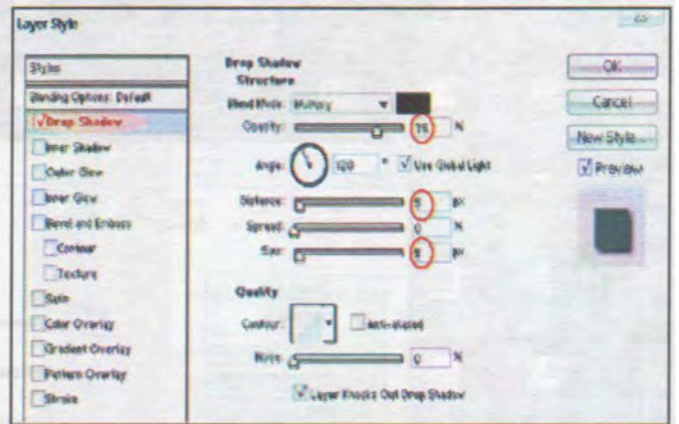 Layer Style
Styles
Blending Options: Default
Drop Shadow
Inner Shadow
Outer Glow
Inner Glow
Bevel and Emboss
Contour
Texture
Satin
Color Overlay
Gradient Overlay
Pattern Overlay
Stroke
Drop Shadow
Structure
Blend Mode: Multiply
Opacity: %
Angle: 120 ° Use Global Light
Distance: px
Spread: 0 %
Size: px
Quality
Contour: Anti-aliased
Noise: 0 %
Layer Knocks Out Drop Shadow
OK
Cancel
New Style...
Preview